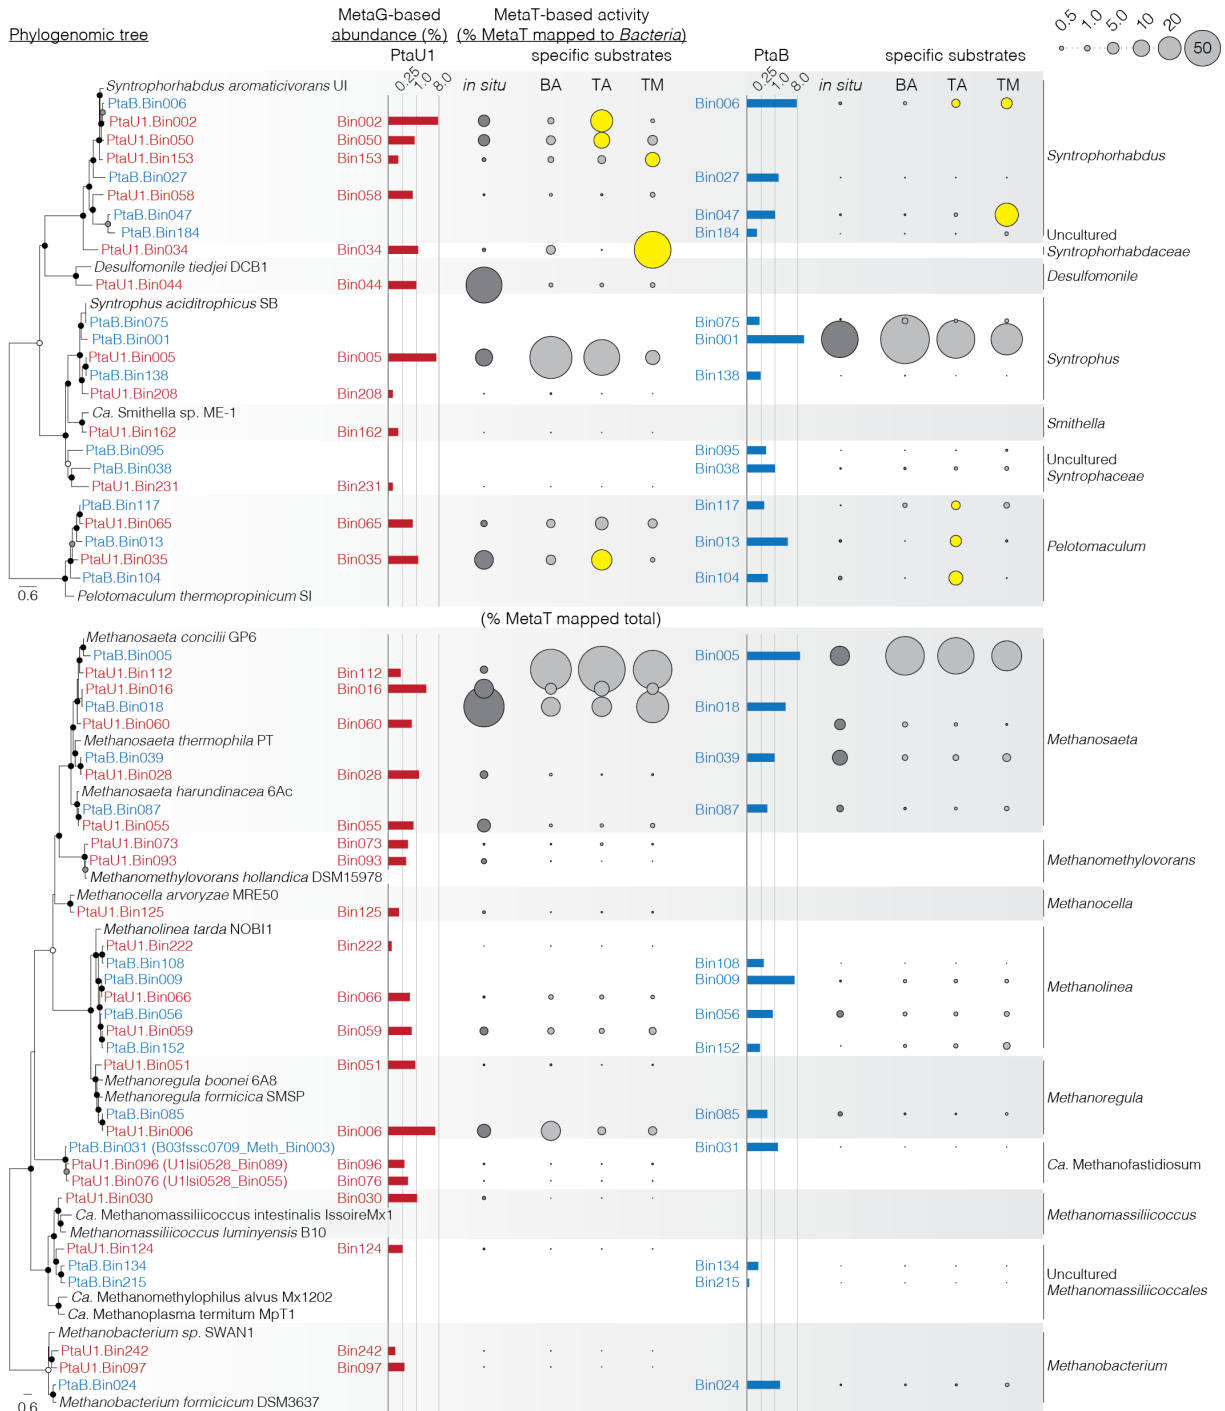 Phylogenomic tree
MetaG-based
abundance (%)
MetaT-based activity
(% MetaT mapped to Bacteria)
PtaU1 specific substrates PtaB specific substrates
0.25 1.0 8.0 in situ BA TA TM 0.25 1.0 8.0 in situ BA TA TM
0.5 1.0 5.0 10 20 50
Syntrophorhabdus aromaticivorans UI
PtaB.Bin006 Bin006
PtaU1.Bin002 Bin002
PtaU1.Bin050 Bin050
PtaU1.Bin153 Bin153 Syntrophorhabdus
PtaB.Bin027 Bin027
PtaU1.Bin058 Bin058
PtaB.Bin047 Bin047
PtaB.Bin184 Bin184
PtaU1.Bin034 Bin034
Uncultured
Syntrophorhabdaceae
Desulfomonile tiedjei DCB1
PtaU1.Bin044 Bin044
Desulfomonile
Syntrophus aciditrophicus SB
PtaB.Bin075 Bin075
PtaB.Bin001 Bin001
PtaU1.Bin005 Bin005 Syntrophus
PtaB.Bin138 Bin138
PtaU1.Bin208 Bin208
Ca. Smithella sp. ME-1
PtaU1.Bin162 Bin162
Smithella
PtaB.Bin095 Bin095
PtaB.Bin038 Bin038
PtaU1.Bin231 Bin231
Uncultured
Syntrophaceae
PtaB.Bin117 Bin117
PtaU1.Bin065 Bin065
PtaB.Bin013 Bin013 Pelotomaculum
PtaU1.Bin035 Bin035
PtaB.Bin104 Bin104
Pelotomaculum thermopropinicum SI
0.6
(% MetaT mapped total)
Methanosaeta concilii GP6
PtaB.Bin005 Bin005
PtaU1.Bin112 Bin112
PtaU1.Bin016 Bin016
PtaB.Bin018 Bin018
PtaU1.Bin060 Bin060
Methanosaeta thermophila PT Methanosaeta
PtaB.Bin039 Bin039
PtaU1.Bin028 Bin028
Methanosaeta harundinacea 6Ac
PtaB.Bin087 Bin087
PtaU1.Bin055 Bin055
PtaU1.Bin073 Bin073
PtaU1.Bin093 Bin093 Methanomethylovorans
Methanomethylovorans hollandica DSM15978
Methanocella arvoryzae MRE50
PtaU1.Bin125 Bin125
Methanocella
Methanolinea tarda NOBI1
PtaU1.Bin222 Bin222
PtaB.Bin108 Bin108
PtaB.Bin009 Bin009 Methanolinea
PtaU1.Bin066 Bin066
PtaB.Bin056 Bin056
PtaU1.Bin059 Bin059
PtaB.Bin152 Bin152
PtaU1.Bin051 Bin051
Methanoregula boonei 6A8
Methanoregula formicica SMSP Methanoregula
PtaB.Bin085 Bin085
PtaU1.Bin006 Bin006
PtaB.Bin031 (B03fssc0709_Meth_Bin003) Bin031
PtaU1.Bin096 (U1lsi0528_Bin089) Bin096 Ca. Methanofastidiosum
PtaU1.Bin076 (U1lsi0528_Bin055) Bin076
PtaU1.Bin030 Bin030
Ca. Methanomassiliicoccus intestinalis IssoireMx1 Methanomassiliicoccus
Methanomassiliicoccus luminyensis B10
PtaU1.Bin124 Bin124
PtaB.Bin134 Bin134
PtaB.Bin215 Bin215
Uncultured
Methanomassiliicoccales
Ca. Methanomethylophilus alvus Mx1202
Ca. Methanoplasma termitum MpT1
Methanobacterium sp. SWAN1
PtaU1.Bin242 Bin242
PtaU1.Bin097 Bin097 Methanobacterium
PtaB.Bin024 Bin024
Methanobacterium formicicum DSM3637
0.6